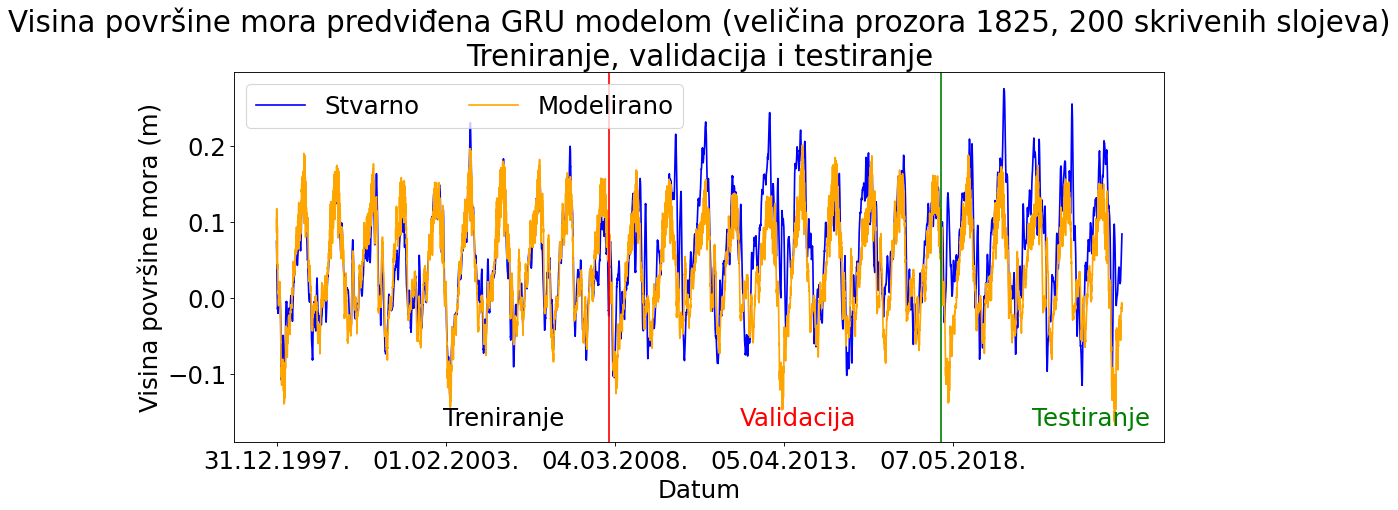 Visina površine mora predviđena GRU modelom (veličina prozora 1825, 200 skrivenih slojeva)
Treniranje, validacija i testiranje
Stvarno
Modelirano
Visina površine mora (m)
0.2
0.1
0.0
−0.1
Treniranje
Validacija
Testiranje
31.12.1997.
01.02.2003.
04.03.2008.
05.04.2013.
07.05.2018.
Datum